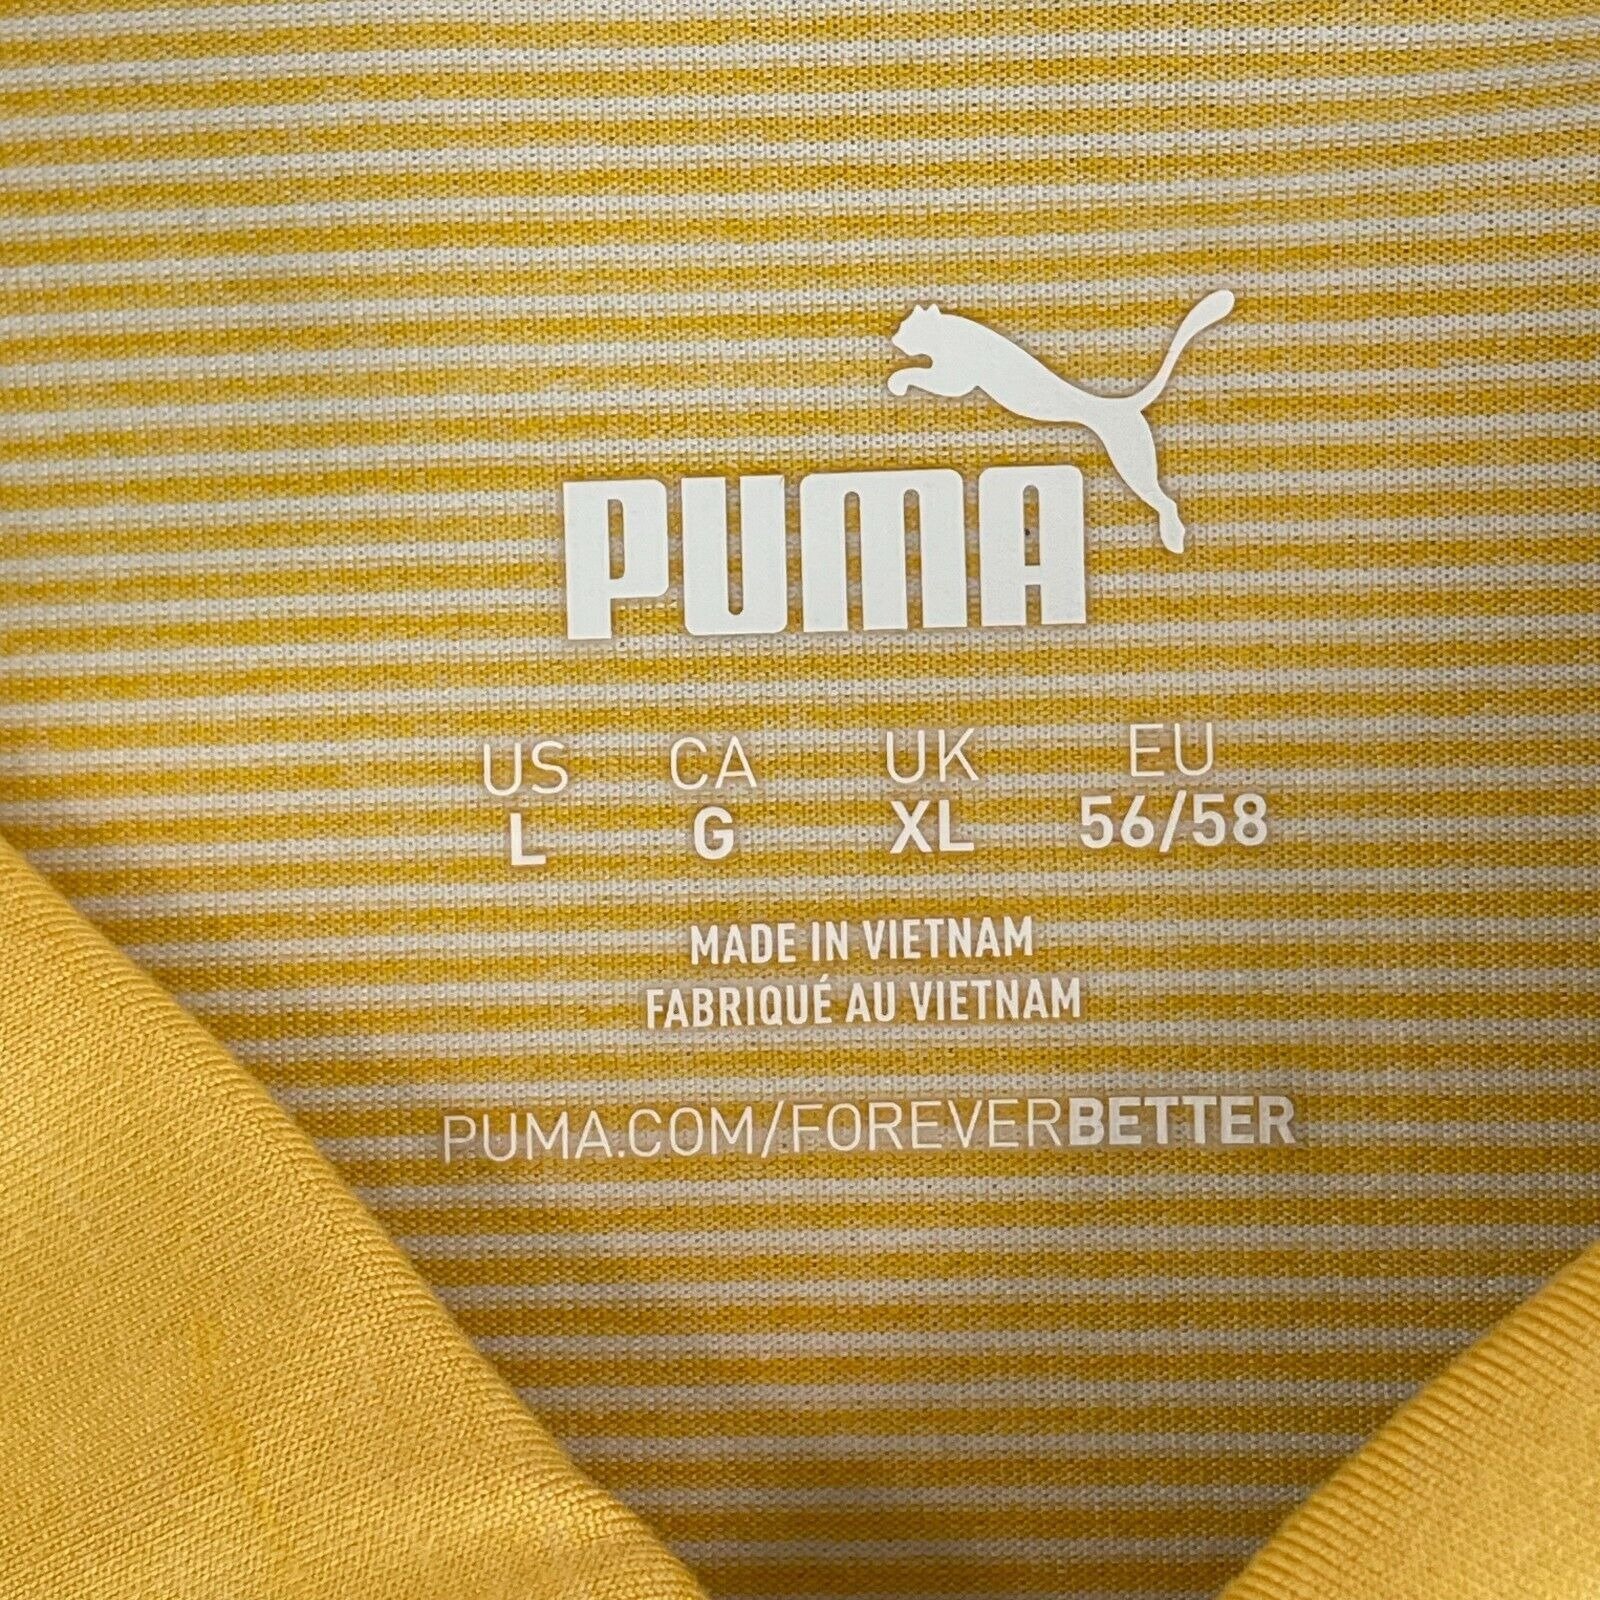 PUMA
US CA UK EU
L G XL 56/58
MADE IN VIETNAM
FABRIQUÉ AU VIETNAM
PUMA.COM/FOREVERBETTER